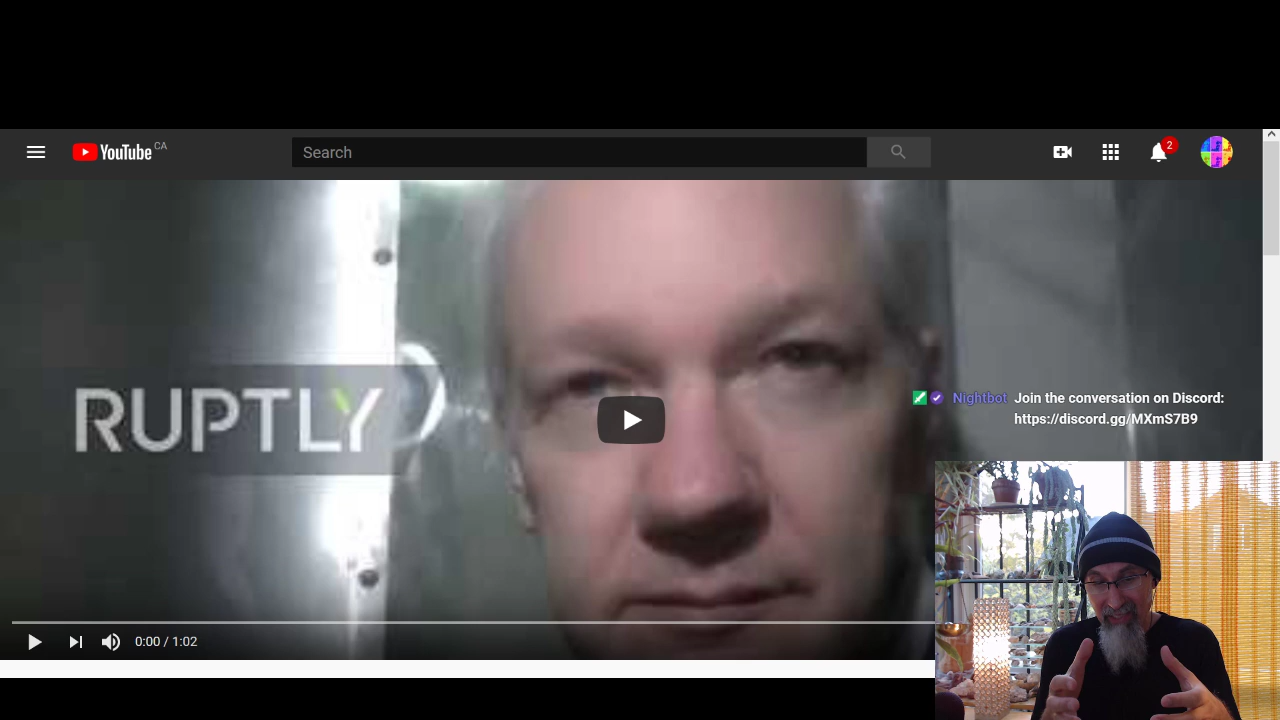 YouTube CA
Search
2
RUPTLY
Nightbot Join the conversation on Discord:
https://discord.gg/MXmS7B9
0:00 / 1:02